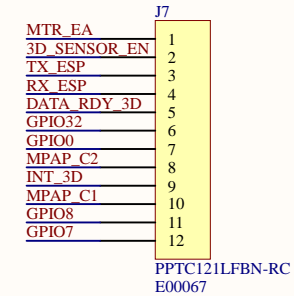 J7
MTR_EA 1
3D_SENSOR_EN 2
TX_ESP 3
RX_ESP 4
DATA_RDY_3D 5
GPIO32 6
GPIO0 7
MPAP_C2 8
INT_3D 9
MPAP_C1 10
GPIO8 11
GPIO7 12
PPTC121LFBN-RC
E00067